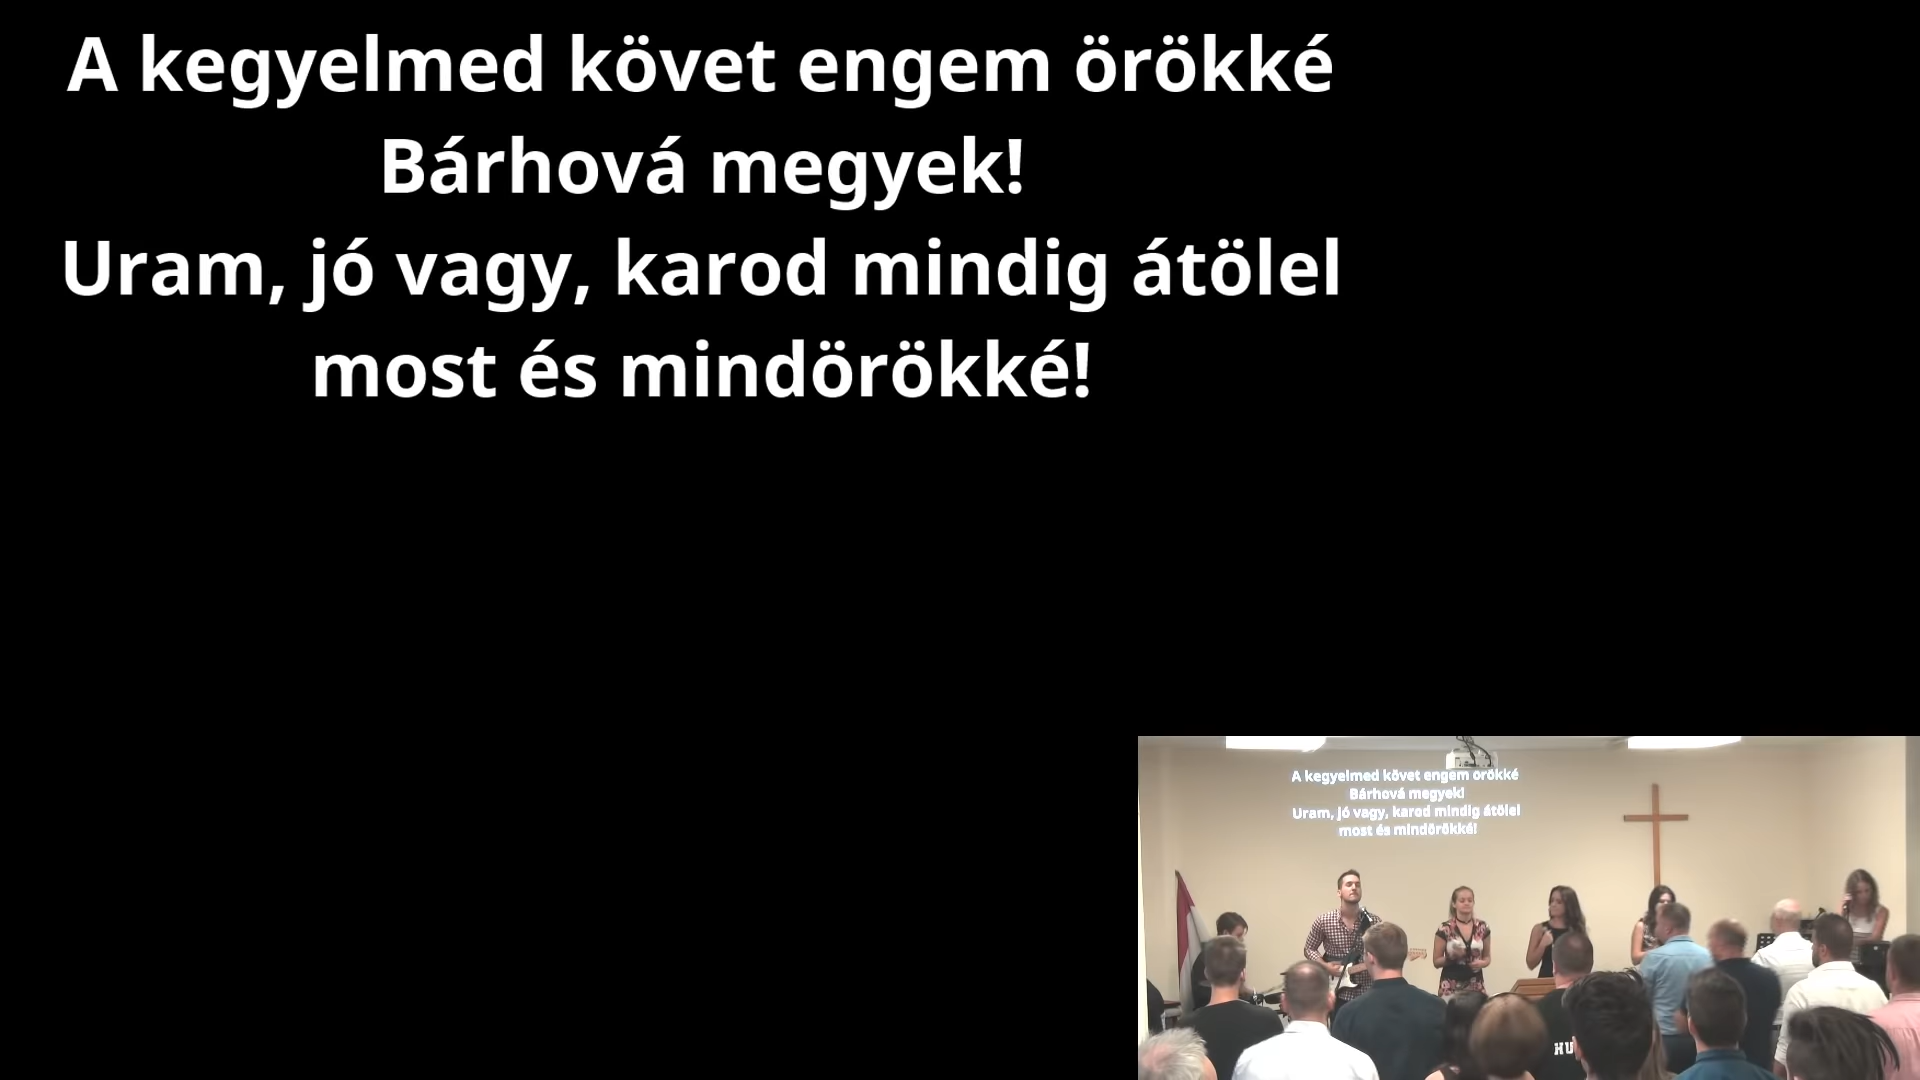 A kegyelmed követ engem örökké
Bárhová megyek!
Uram, jó vagy, karod mindig átölel
most és mindörökké!
A kegyelmed követ engem örökké
Bárhová megyek!
Uram, jó vagy, karod mindig átölel
most és mindörökké!